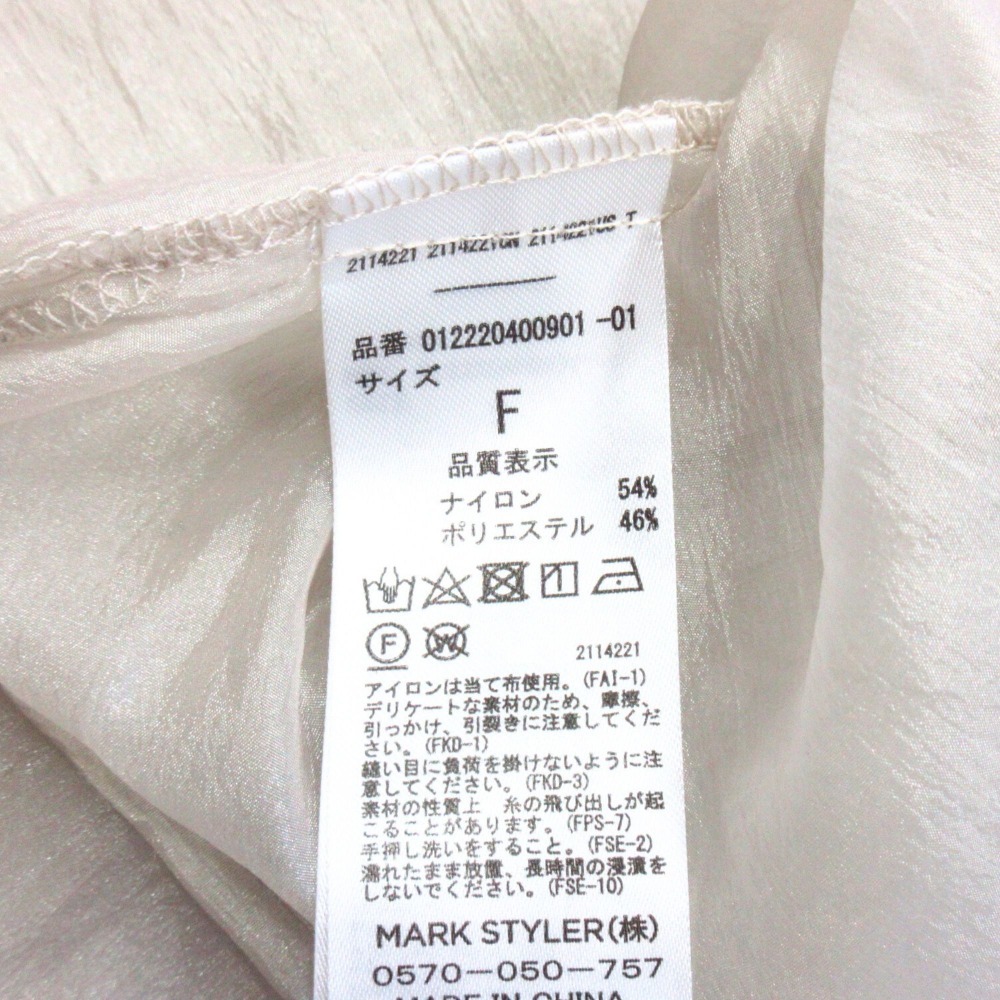 2114221 2114221GN 2114221US T
品番 012220400901 -01
サイズ
F
品質表示
ナイロン 54%
ポリエステル 46%
F W
2114221
アイロンは当て布使用。(FAI-1)
デリケートな素材のため、摩擦、
引っかけ、引裂きに注意してくだ
さい。(FKD-1)
縫い目に負荷を掛けないように注
意してください。(FKD-3)
素材の性質上 糸の飛び出しが起
こることがあります。(FPS-7)
手押し洗いをすること。(FSE-2)
濡れたまま放置、長時間の浸漬を
しないでください。(FSE-10)
MARK STYLER(株)
0570-050-757
MADE IN CHINA